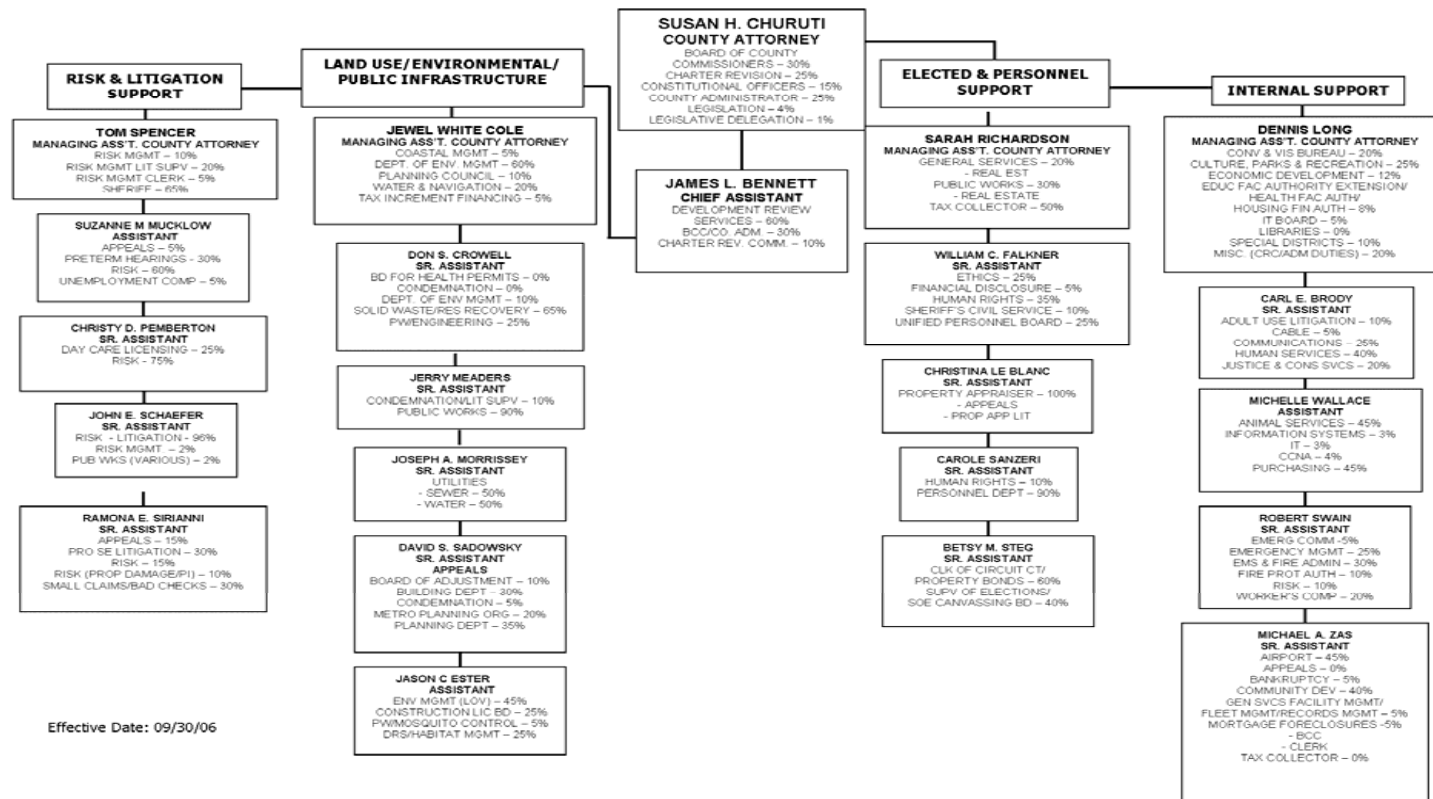 SUSAN H. CHURUTI
COUNTY ATTORNEY
BOARD OF COUNTY
COMMISSIONERS – 30%
CHARTER REVISION – 25%
CONSTITUTIONAL OFFICERS – 15%
COUNTY ADMINISTRATOR – 25%
LEGISLATION – 4%
LEGISLATIVE DELEGATION – 1%
JAMES L. BENNETT
CHIEF ASSISTANT
DEVELOPMENT REVIEW
SERVICES – 60%
BCC/CO. ADM. – 30%
CHARTER REV. COMM. – 10%
RISK & LITIGATION
SUPPORT
TOM SPENCER
MANAGING ASS'T. COUNTY ATTORNEY
RISK MGMT – 10%
RISK MGMT LIT SUPV – 20%
RISK MGMT CLERK – 5%
SHERIFF – 65%
SUZANNE M MUCKLOW
ASSISTANT
APPEALS – 5%
PRETERM HEARINGS - 30%
RISK – 60%
UNEMPLOYMENT COMP – 5%
CHRISTY D. PEMBERTON
SR. ASSISTANT
DAY CARE LICENSING – 25%
RISK - 75%
JOHN E. SCHAEFER
SR. ASSISTANT
RISK - LITIGATION - 96%
RISK MGMT. – 2%
PUB WKS (VARIOUS) – 2%
RAMONA E. SIRIANNI
SR. ASSISTANT
APPEALS – 15%
PRO SE LITIGATION – 30%
RISK – 15%
RISK (PROP DAMAGE/PI) – 10%
SMALL CLAIMS/BAD CHECKS – 30%
LAND USE/ENVIRONMENTAL/
PUBLIC INFRASTRUCTURE
JEWEL WHITE COLE
MANAGING ASS'T. COUNTY ATTORNEY
COASTAL MGMT – 5%
DEPT. OF ENV. MGMT – 60%
PLANNING COUNCIL – 10%
WATER & NAVIGATION – 20%
TAX INCREMENT FINANCING – 5%
DON S. CROWELL
SR. ASSISTANT
BD FOR HEALTH PERMITS – 0%
CONDEMNATION – 0%
DEPT. OF ENV MGMT – 10%
SOLID WASTE/RES RECOVERY – 65%
PW/ENGINEERING – 25%
JERRY MEADERS
SR. ASSISTANT
CONDEMNATION/LIT SUPV – 10%
PUBLIC WORKS – 90%
JOSEPH A. MORRISSEY
SR. ASSISTANT
UTILITIES
- SEWER – 50%
- WATER – 50%
DAVID S. SADOWSKY
SR. ASSISTANT
APPEALS
BOARD OF ADJUSTMENT – 10%
BUILDING DEPT – 30%
CONDEMNATION – 5%
METRO PLANNING ORG – 20%
PLANNING DEPT – 35%
JASON C ESTER
ASSISTANT
ENV MGMT (LOV) – 45%
CONSTRUCTION LIC BD – 25%
PW/MOSQUITO CONTROL – 5%
DRS/HABITAT MGMT – 25%
ELECTED & PERSONNEL
SUPPORT
SARAH RICHARDSON
MANAGING ASS'T. COUNTY ATTORNEY
GENERAL SERVICES – 20%
- REAL EST
PUBLIC WORKS – 30%
- REAL ESTATE
TAX COLLECTOR – 50%
WILLIAM C. FALKNER
SR. ASSISTANT
ETHICS – 25%
FINANCIAL DISCLOSURE – 5%
HUMAN RIGHTS – 35%
SHERIFF'S CIVIL SERVICE – 10%
UNIFIED PERSONNEL BOARD – 25%
CHRISTINA LE BLANC
SR. ASSISTANT
PROPERTY APPRAISER – 100%
- APPEALS
- PROP APP LIT
CAROLE SANZERI
SR. ASSISTANT
HUMAN RIGHTS – 10%
PERSONNEL DEPT – 90%
BETSY M. STEG
SR. ASSISTANT
CLK OF CIRCUIT CT/
PROPERTY BONDS – 60%
SUPV OF ELECTIONS/
SOE CANVASSING BD – 40%
INTERNAL SUPPORT
DENNIS LONG
MANAGING ASS'T. COUNTY ATTORNEY
CONV & VIS BUREAU – 20%
CULTURE, PARKS & RECREATION – 25%
ECONOMIC DEVELOPMENT – 12%
EDUC FAC AUTHORITY EXTENSION/
HEALTH FAC AUTH/
HOUSING FIN AUTH – 8%
IT BOARD – 5%
LIBRARIES – 0%
SPECIAL DISTRICTS – 10%
MISC. (CRC/ADM DUTIES) – 20%
CARL E. BRODY
SR. ASSISTANT
ADULT USE LITIGATION – 10%
CABLE – 5%
COMMUNICATIONS – 25%
HUMAN SERVICES – 40%
JUSTICE & CONS SVCS – 20%
MICHELLE WALLACE
ASSISTANT
ANIMAL SERVICES – 45%
INFORMATION SYSTEMS – 3%
IT – 3%
CCNA – 4%
PURCHASING – 45%
ROBERT SWAIN
SR. ASSISTANT
EMERG COMM -5%
EMERGENCY MGMT – 25%
EMS & FIRE ADMIN – 30%
FIRE PROT AUTH – 10%
RISK – 10%
WORKER'S COMP – 20%
MICHAEL A. ZAS
SR. ASSISTANT
AIRPORT – 45%
APPEALS – 0%
BANKRUPTCY – 5%
COMMUNITY DEV – 40%
GEN SVCS FACILITY MGMT/
FLEET MGMT/RECORDS MGMT – 5%
MORTGAGE FORECLOSURES -5%
- BCC
- CLERK
TAX COLLECTOR – 0%
Effective Date: 09/30/06